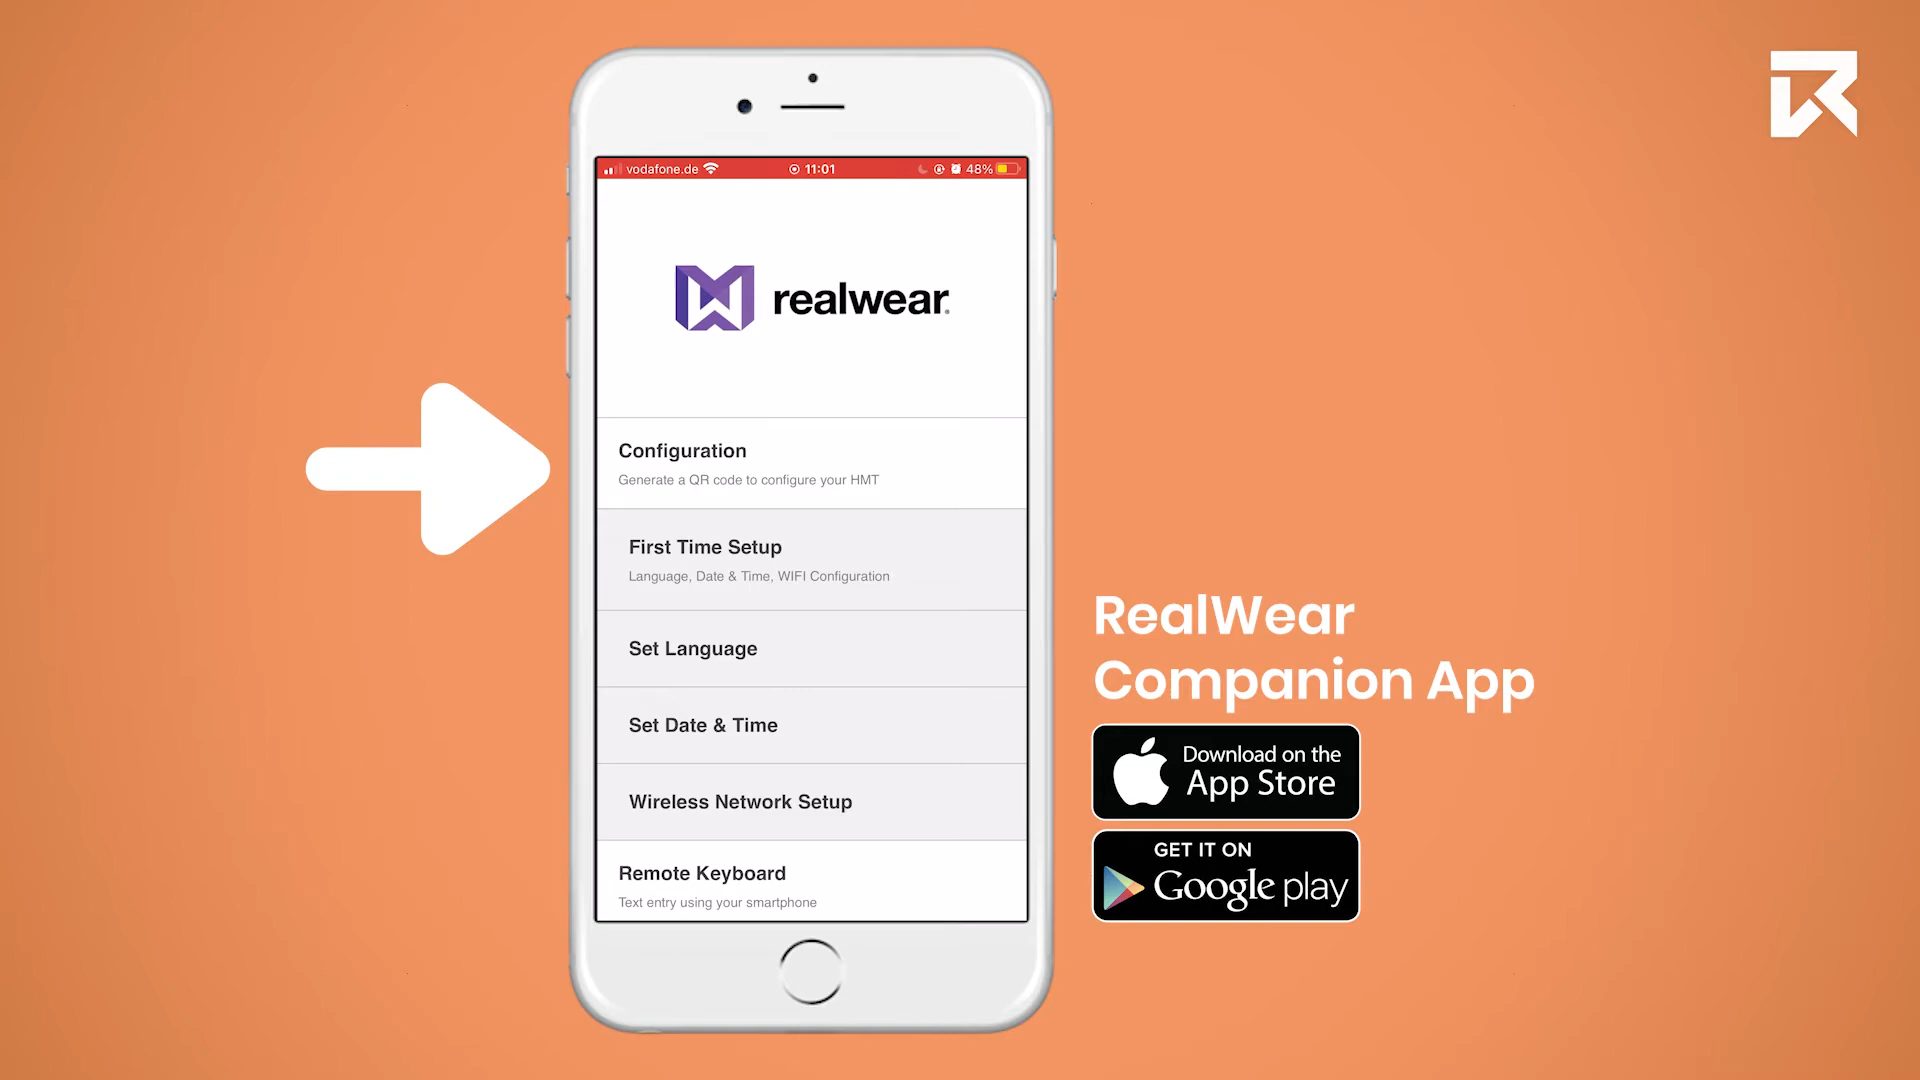 vodafone.de
11:01
48%
realwear.
Configuration
Generate a QR code to configure your HMT
First Time Setup
Language, Date & Time, WIFI Configuration
Set Language
Set Date & Time
Wireless Network Setup
Remote Keyboard
Text entry using your smartphone
RealWear
Companion App
Download on the
App Store
GET IT ON
Google play